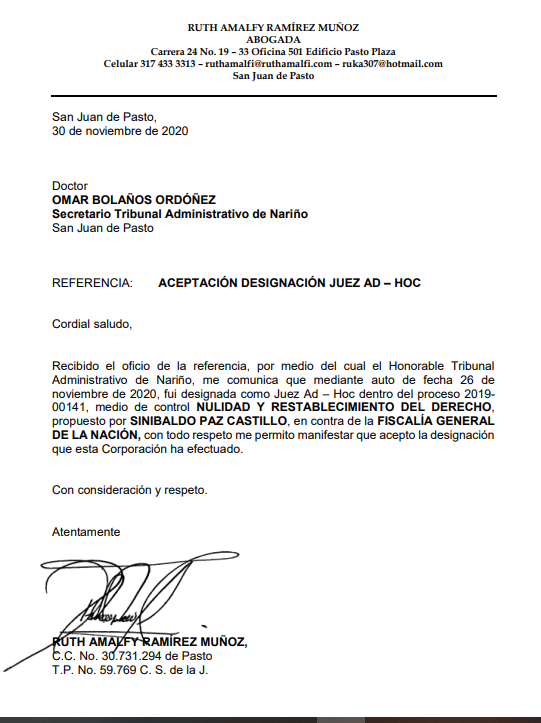 RUTH AMALFY RAMÍREZ MUÑOZ
ABOGADA
Carrera 24 No. 19 – 33 Oficina 501 Edificio Pasto Plaza
Celular 317 433 3313 – ruthamalfi@ruthamalfi.com – ruka307@hotmail.com
San Juan de Pasto
San Juan de Pasto,
30 de noviembre de 2020
Doctor
OMAR BOLAÑOS ORDÓÑEZ
Secretario Tribunal Administrativo de Nariño
San Juan de Pasto
REFERENCIA: ACEPTACIÓN DESIGNACIÓN JUEZ AD – HOC
Cordial saludo,
Recibido el oficio de la referencia, por medio del cual el Honorable Tribunal
Administrativo de Nariño, me comunica que mediante auto de fecha 26 de
noviembre de 2020, fui designada como Juez Ad – Hoc dentro del proceso 2019-
00141, medio de control NULIDAD Y RESTABLECIMIENTO DEL DERECHO,
propuesto por SINIBALDO PAZ CASTILLO, en contra de la FISCALÍA GENERAL
DE LA NACIÓN, con todo respeto me permito manifestar que acepto la designación
que esta Corporación ha efectuado.
Con consideración y respeto.
Atentamente
RUTH AMALFY RAMÍREZ MUÑOZ,
C.C. No. 30.731.294 de Pasto
T.P. No. 59.769 C. S. de la J.